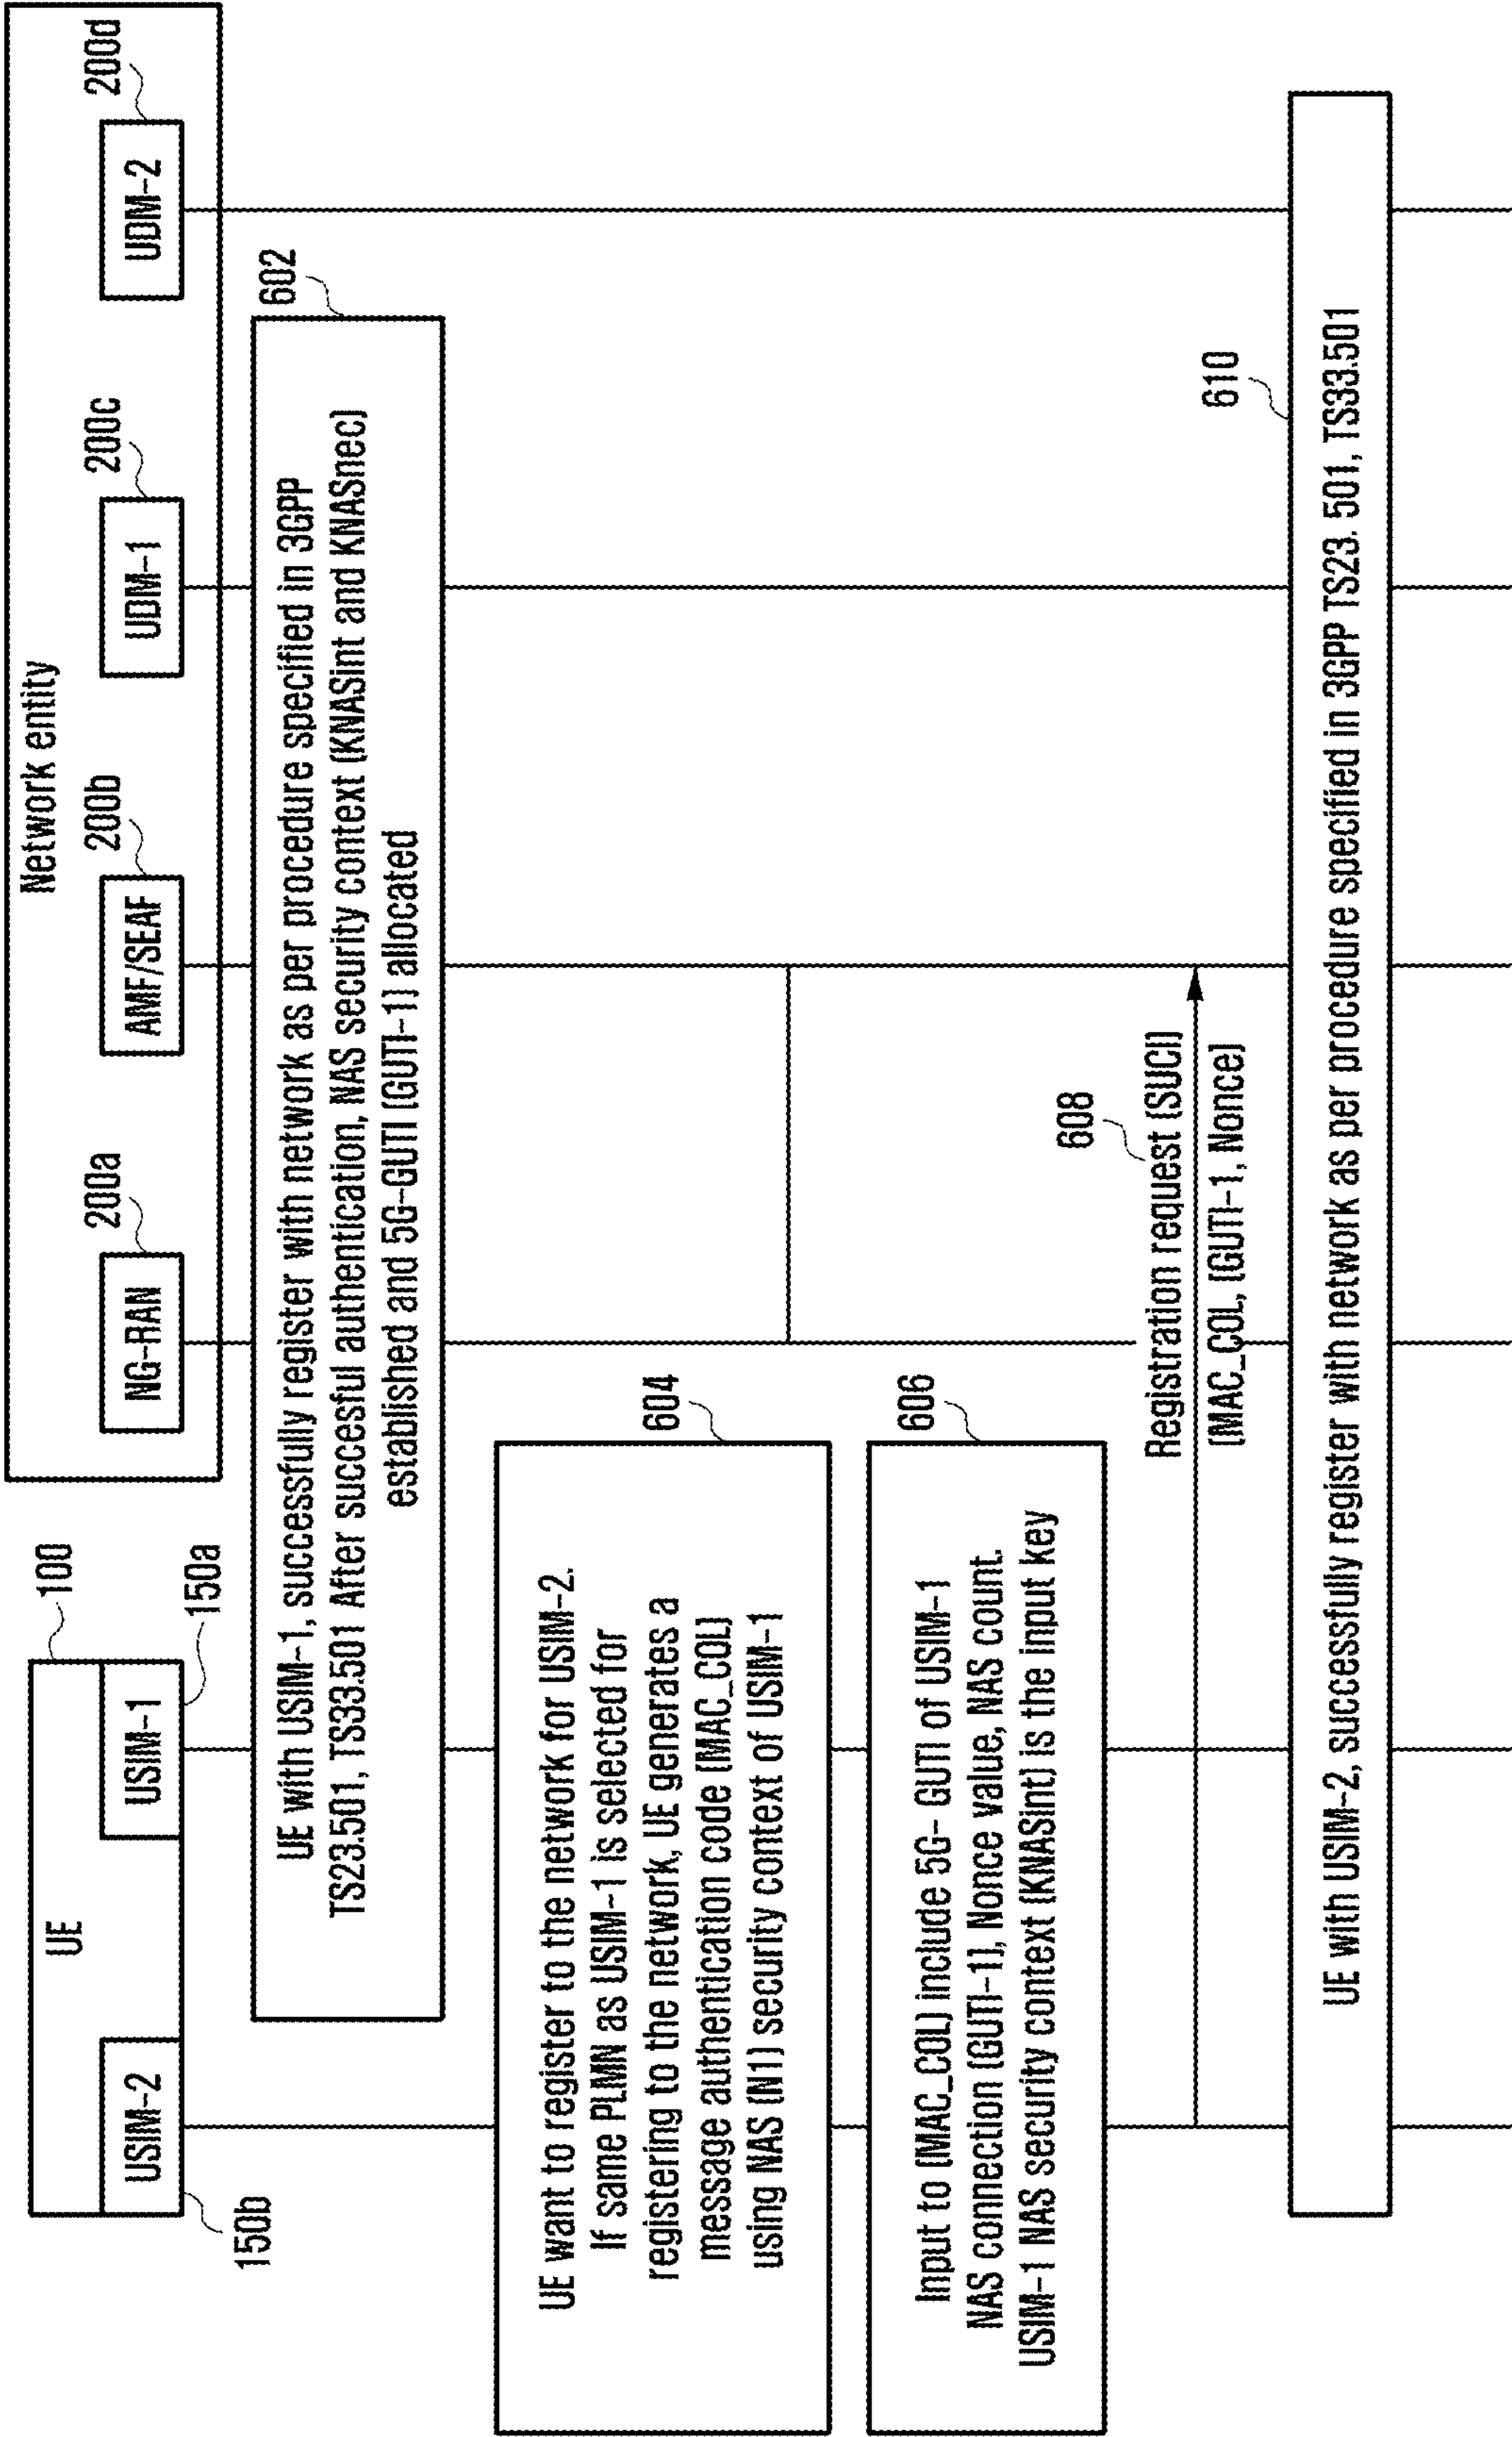 100
UE
USIM-2
USIM-1
150b
150a
Network entity
200a
200b
200c
200d
NG-RAN
AMF/SEAF
UDM-1
UDM-2
602
UE with USIM-1, successfully register with network as per procedure specified in 3GPP
TS23.501, TS33.501 After succesful authentication, NAS security context (KNASint and KNASnec)
established and 5G-GUTI (GUTI-1) allocated
604
UE want to register to the network for USIM-2.
If same PLMN as USIM-1 is selected for
registering to the network, UE generates a
message authentication code (MAC_COL)
using NAS (N1) security context of USIM-1
606
Input to (MAC_COL) include 5G- GUTI of USIM-1
NAS connection (GUTI-1), Nonce value, NAS count.
USIM-1 NAS security context (KNASint) is the input key
608
Registration request (SUCI)
(MAC_COL, (GUTI-1, Nonce)
610
UE with USIM-2, successfully register with network as per procedure specified in 3GPP TS23. 501, TS33.501